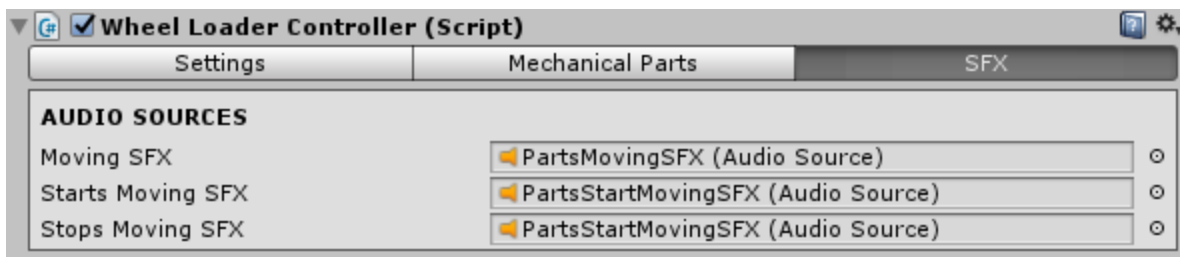 Wheel Loader Controller (Script)
Settings Mechanical Parts SFX
AUDIO SOURCES
Moving SFX PartsMovingSFX (Audio Source)
Starts Moving SFX PartsStartMovingSFX (Audio Source)
Stops Moving SFX PartsStartMovingSFX (Audio Source)